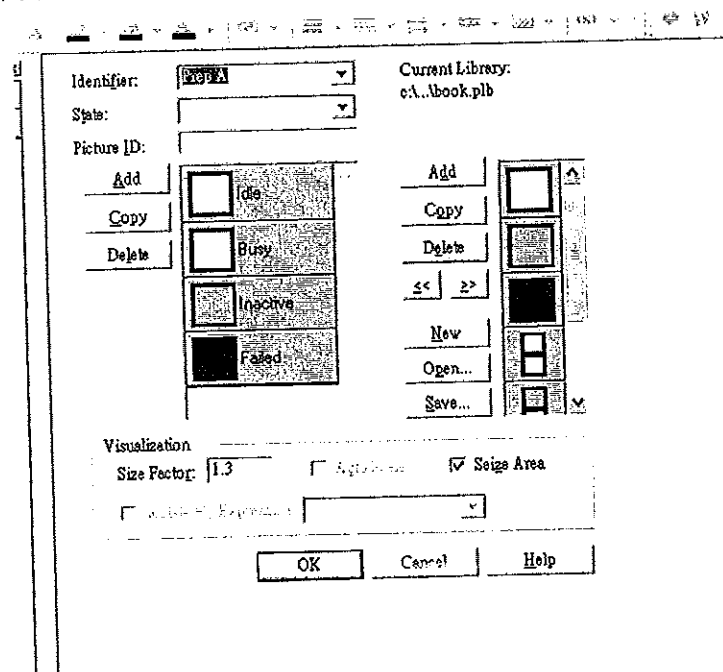 Identifier: Prep A
State:
Picture ID:
Add
Copy
Delete
Idle
Busy
Inactive
Failed
Current Library:
c:\...\book.plb
Add
Copy
Delete
<< >>
New
Open...
Save...
Visualization
Size Factor: 1.3 Seize Area
OK Cancel Help